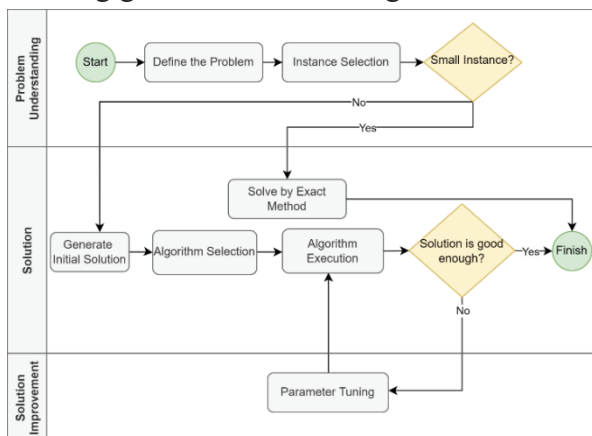 Problem
Understanding
Start
Define the Problem
Instance Selection
Small Instance?
No
Yes
Solution
Solve by Exact
Method
Generate
Initial Solution
Algorithm Selection
Algorithm
Execution
Solution is good
enough?
Yes
Finish
No
Solution
Improvement
Parameter Tuning